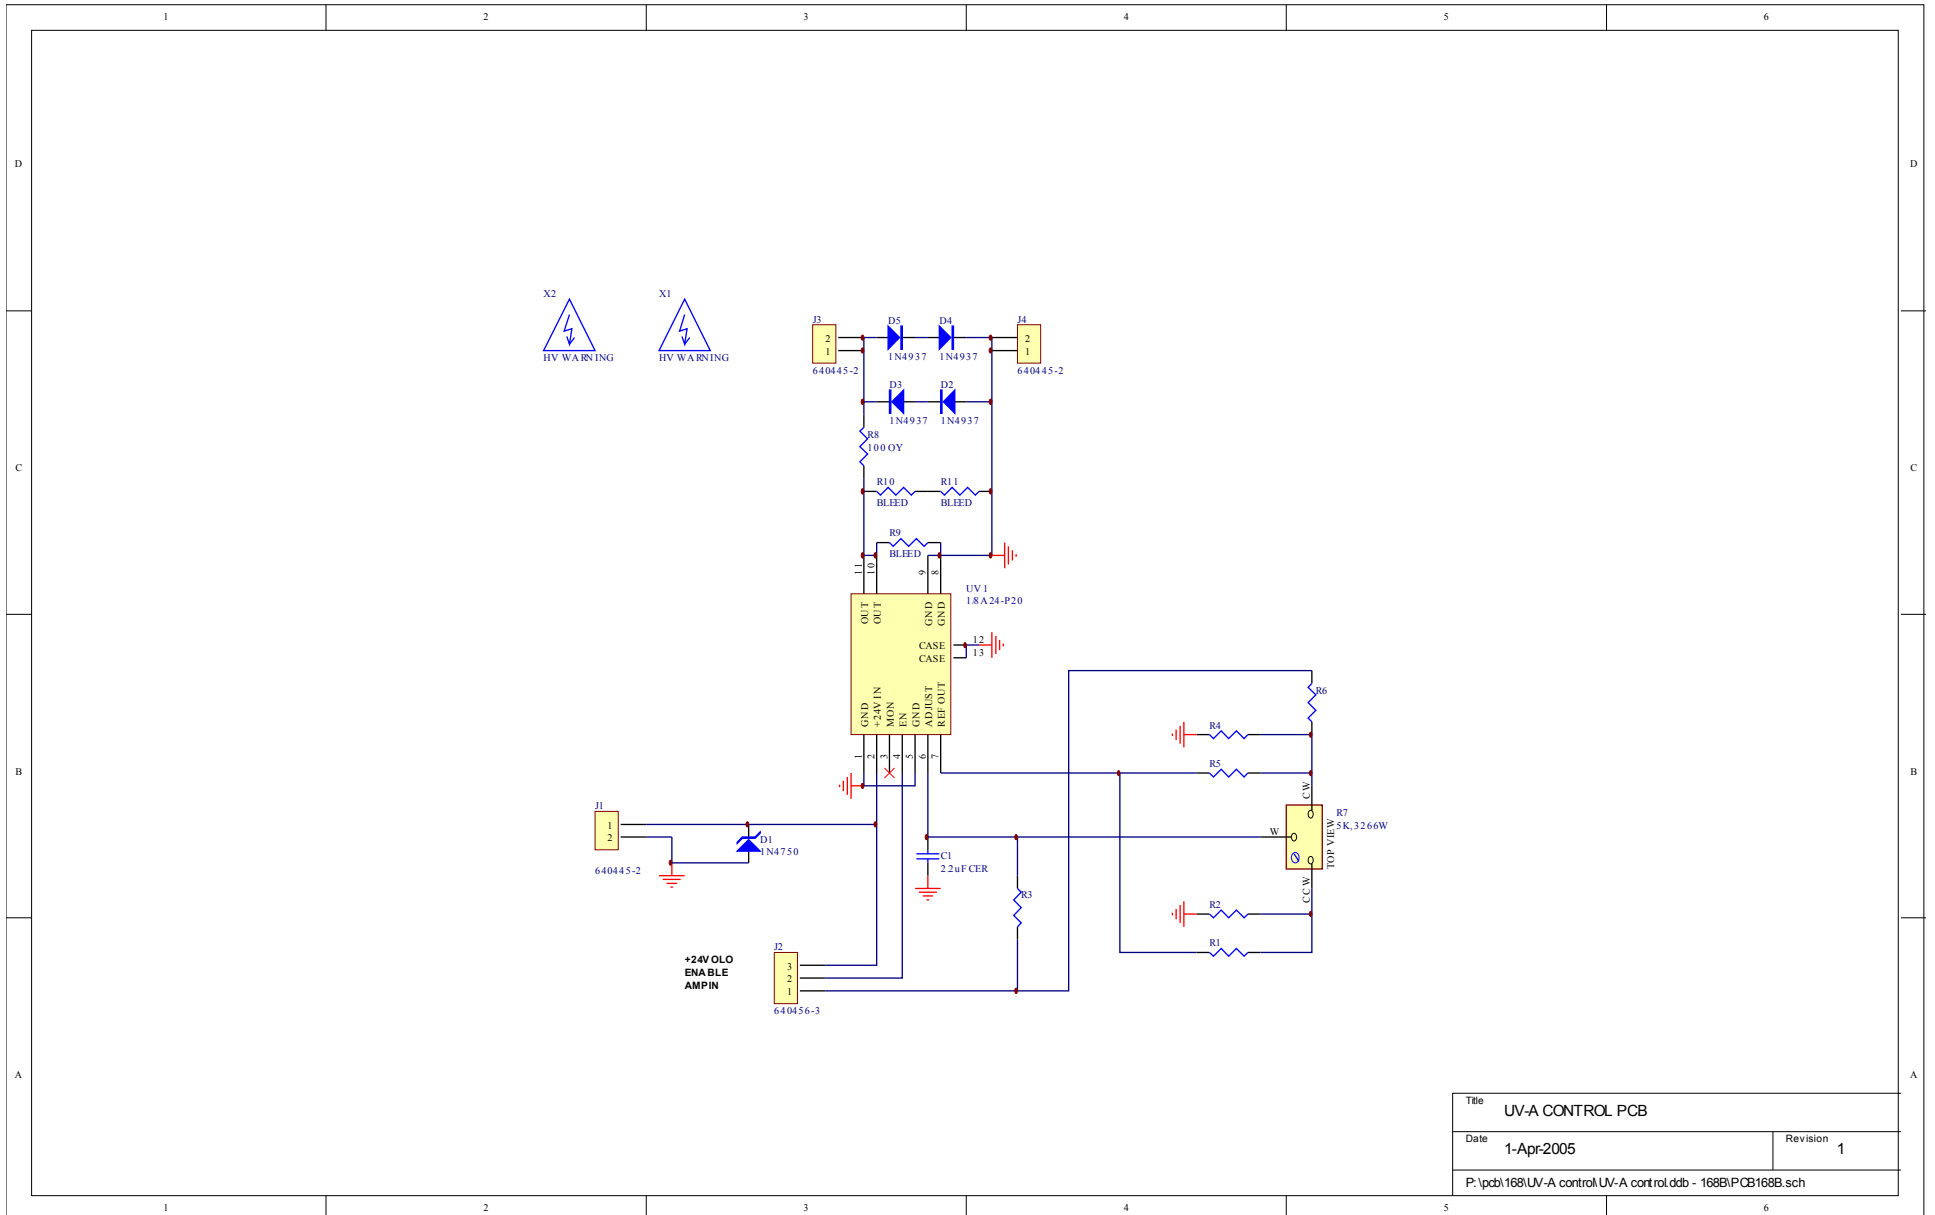 1 2 3 4 5 6
D D
X2 X1
HV WARNING HV WARNING
J3 D5 D4 J4
2 2
1 1
1N4937 1N4937
640445-2 640445-2
D3 D2
1N4937 1N4937
R8
100OY
C C
R10 R11
BLEED BLEED
R9
BLEED
11 10 9 8
UV1
1/8A24-P20
OUT OUT GND GND
CASE 12
CASE 13
GND +24V IN MON EN GND ADJUST REF OUT
1 2 3 4 5 6 7
R6
R4
R5
B B
CW
J1
1
2
640445-2
D1
1N4750
R7
5K,3266W
W
TOP VIEW
C1
2.2uF CER
CCW
R3
R2
R1
J2
+24VOLO 3
ENABLE 2
AMPIN 1
640456-3
A A
Title UV-A CONTROL PCB
Date 1-Apr-2005 Revision 1
P:\pcb\168\UV-A control\UV-A control.ddb - 168B\PCB168B.sch
1 2 3 4 5 6